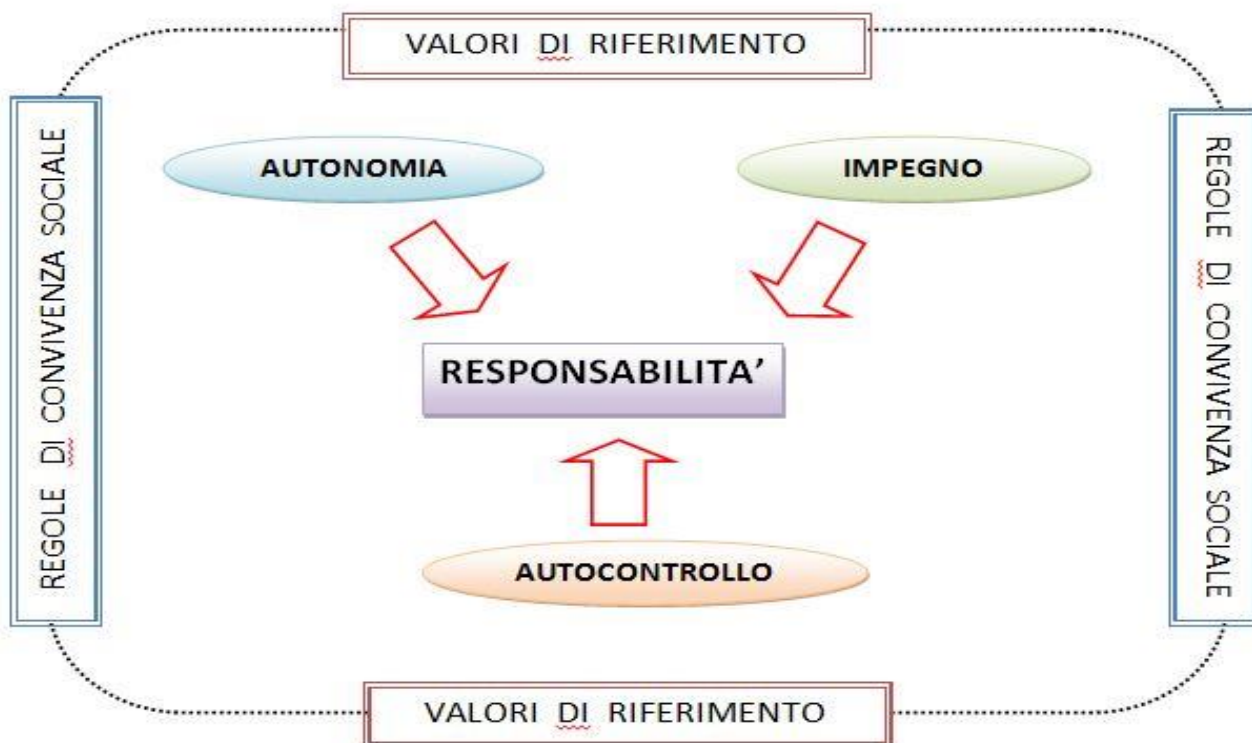 VALORI DI RIFERIMENTO
REGOLE DI CONVIVENZA SOCIALE
AUTONOMIA
IMPEGNO
REGOLE DI CONVIVENZA SOCIALE
RESPONSABILITA’
AUTOCONTROLLO
VALORI DI RIFERIMENTO